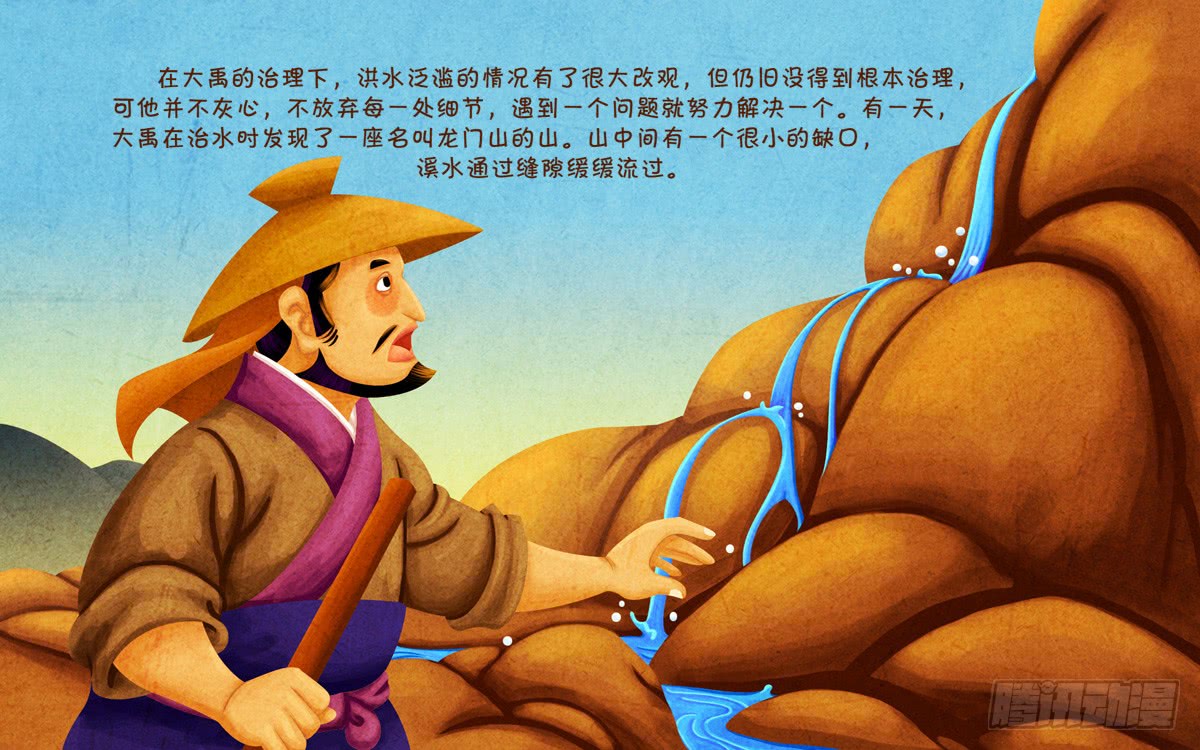 在大禹的治理下，洪水泛滥的情况有了很大改观，但仍旧没得到根本治理，
可他并不灰心，不放弃每一处细节，遇到一个问题就努力解决一个。有一天，
大禹在治水时发现了一座名叫龙门山的山。山中间有一个很小的缺口，
溪水通过缝隙缓缓流过。
腾讯动漫